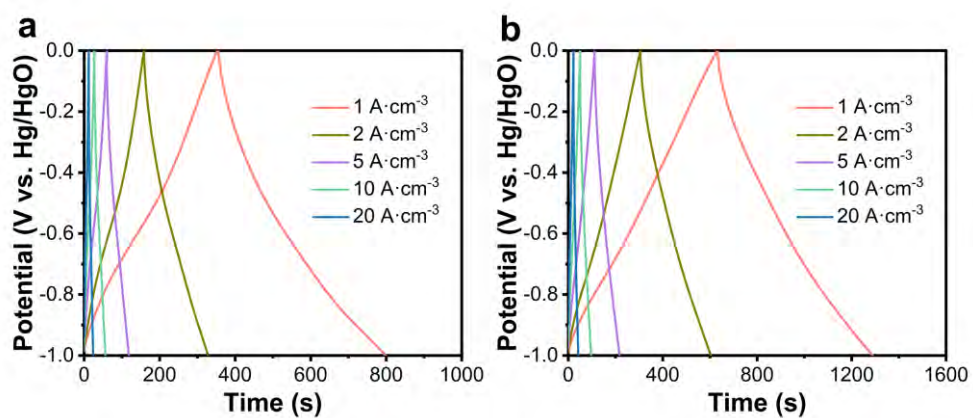 a
Potential (V vs. Hg/HgO)
0.0
-0.2
-0.4
-0.6
-0.8
-1.0
1 A·cm⁻³
2 A·cm⁻³
5 A·cm⁻³
10 A·cm⁻³
20 A·cm⁻³
0 200 400 600 800 1000
Time (s)
b
Potential (V vs. Hg/HgO)
0.0
-0.2
-0.4
-0.6
-0.8
-1.0
1 A·cm⁻³
2 A·cm⁻³
5 A·cm⁻³
10 A·cm⁻³
20 A·cm⁻³
0 400 800 1200 1600
Time (s)